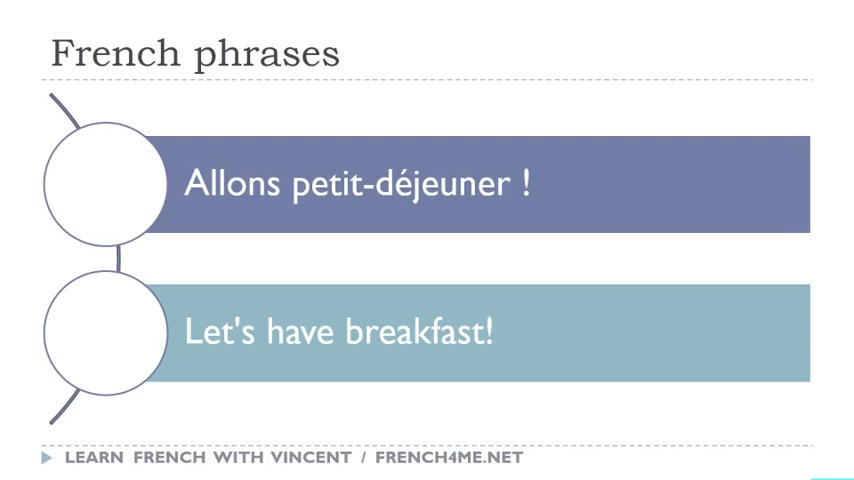 French phrases
Allons petit-déjeuner !
Let's have breakfast!
LEARN FRENCH WITH VINCENT / FRENCH4ME.NET